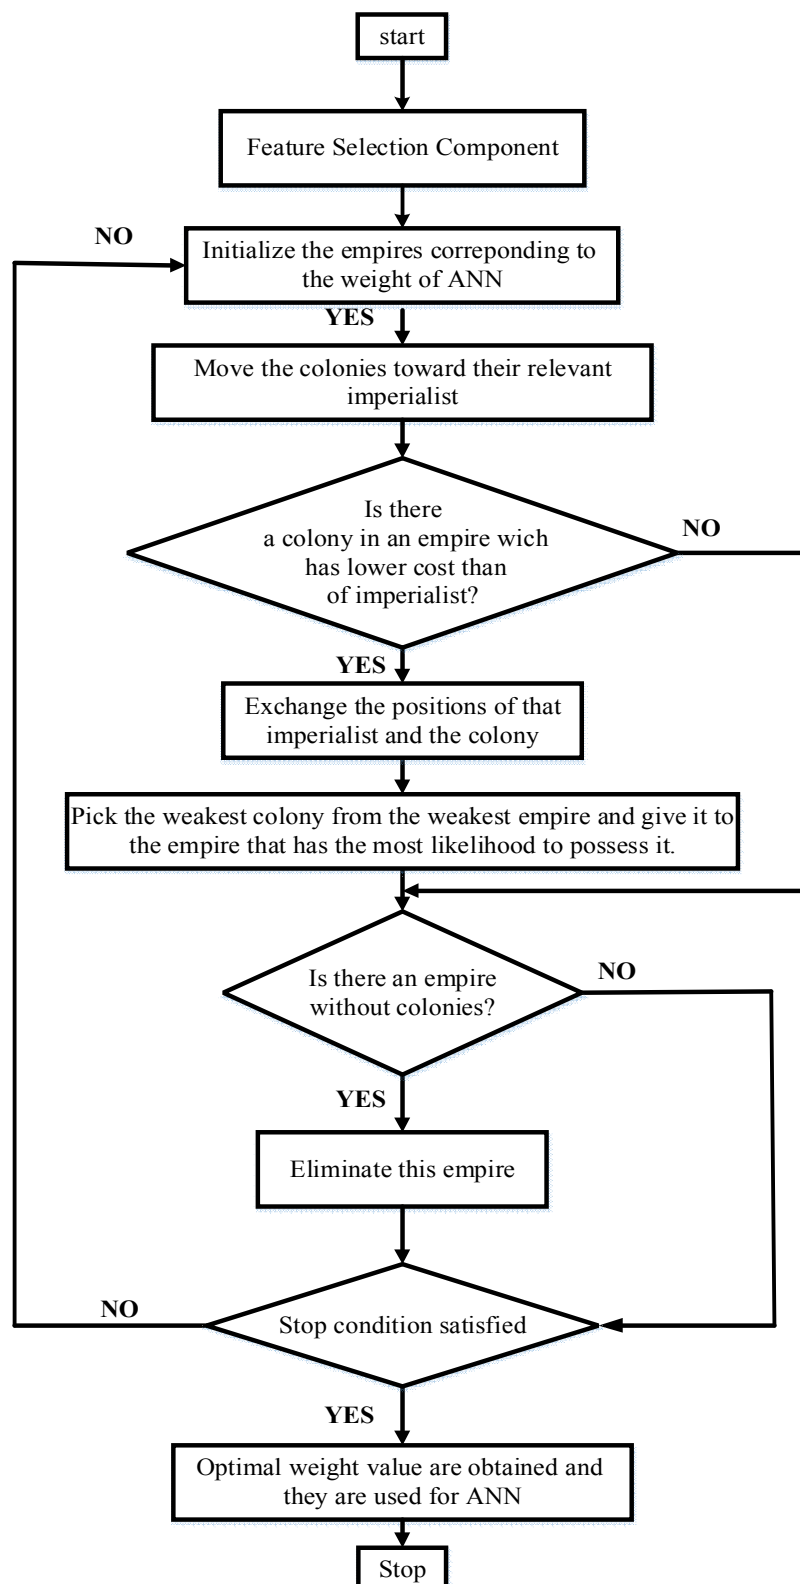 start
Feature Selection Component
NO
Initialize the empires correponding to
the weight of ANN
YES
Move the colonies toward their relevant
imperialist
Is there
a colony in an empire wich
has lower cost than
of imperialist?
NO
YES
Exchange the positions of that
imperialist and the colony
Pick the weakest colony from the weakest empire and give it to
the empire that has the most likelihood to possess it.
Is there an empire
without colonies?
NO
YES
Eliminate this empire
NO
Stop condition satisfied
YES
Optimal weight value are obtained and
they are used for ANN
Stop